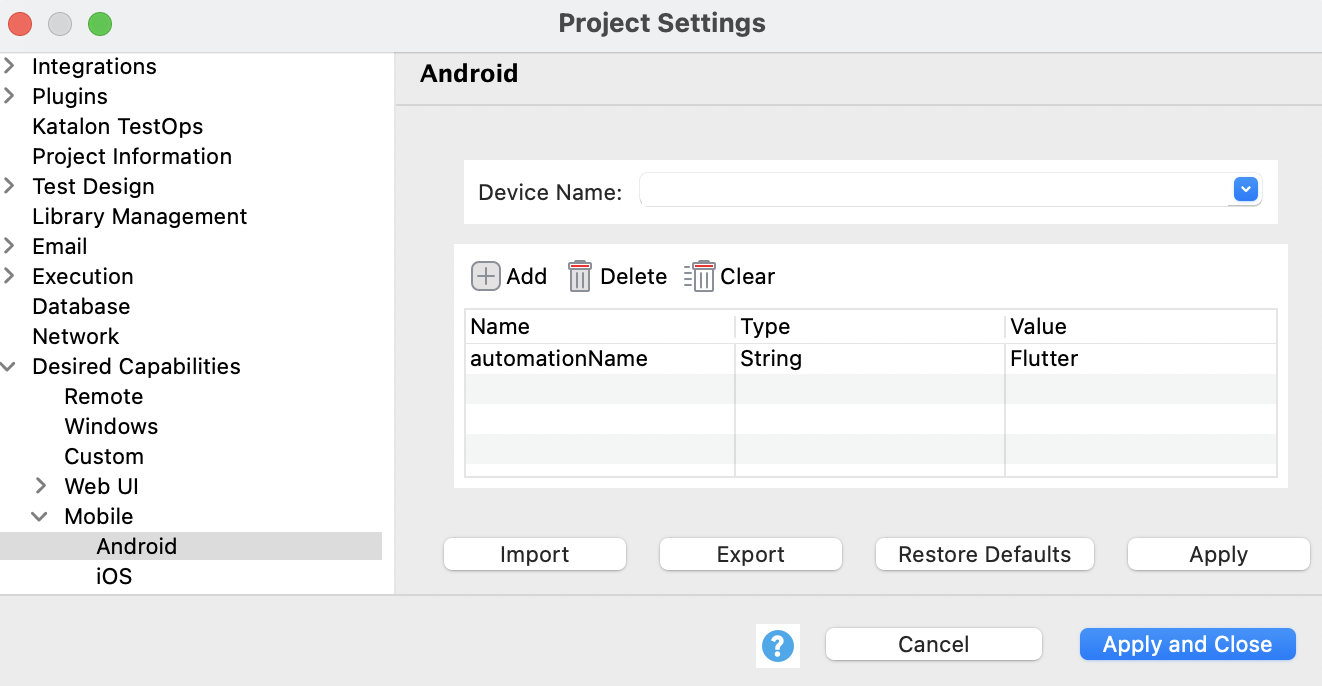 Project Settings
Integrations
Plugins
Katalon TestOps
Project Information
Test Design
Library Management
Email
Execution
Database
Network
Desired Capabilities
Remote
Windows
Custom
Web UI
Mobile
Android
iOS
Android
Device Name:
Add Delete Clear
Name Type Value
automationName String Flutter
Import Export Restore Defaults Apply
? Cancel Apply and Close